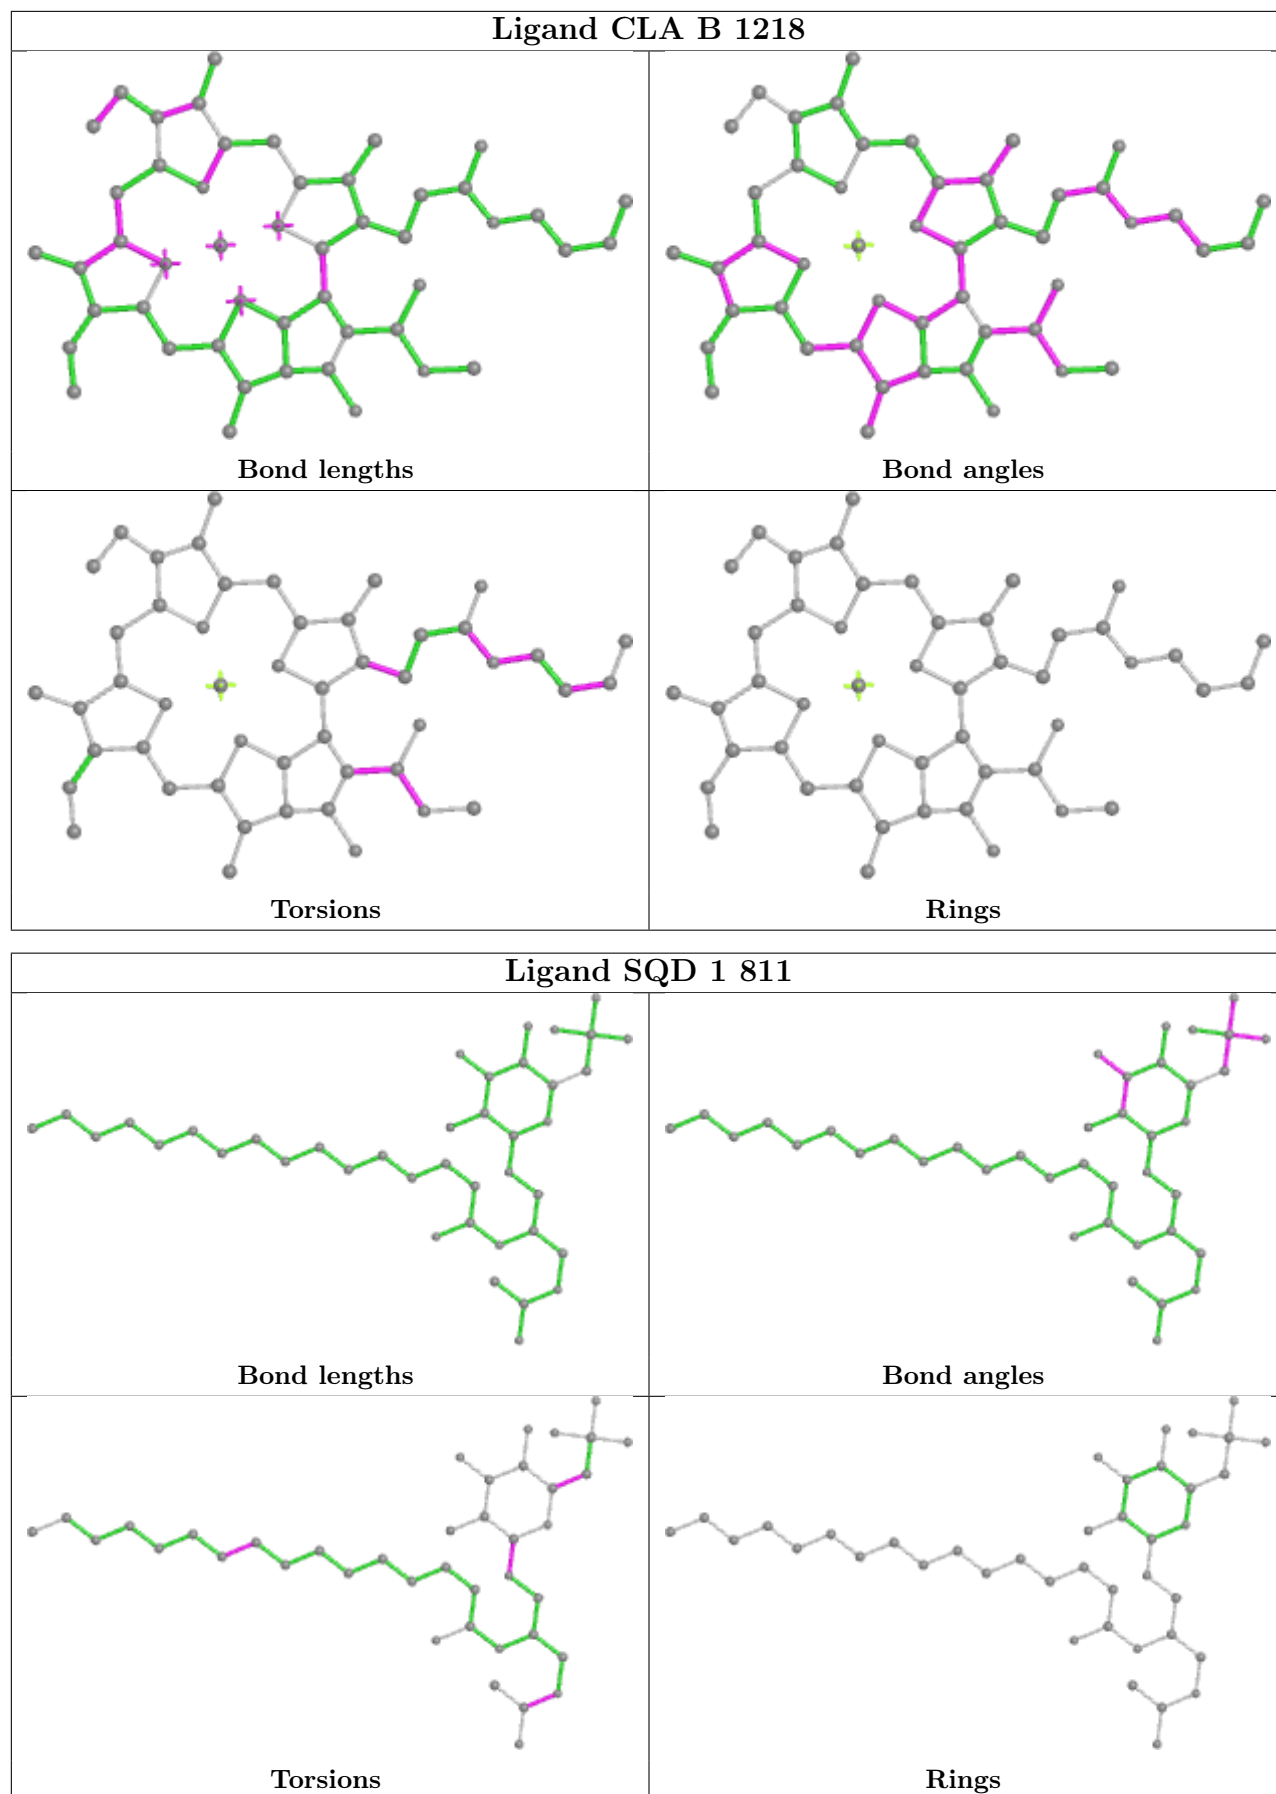 Ligand CLA B 1218
Bond lengths
Bond angles
Torsions
Rings
Ligand SQD 1 811
Bond lengths
Bond angles
Torsions
Rings